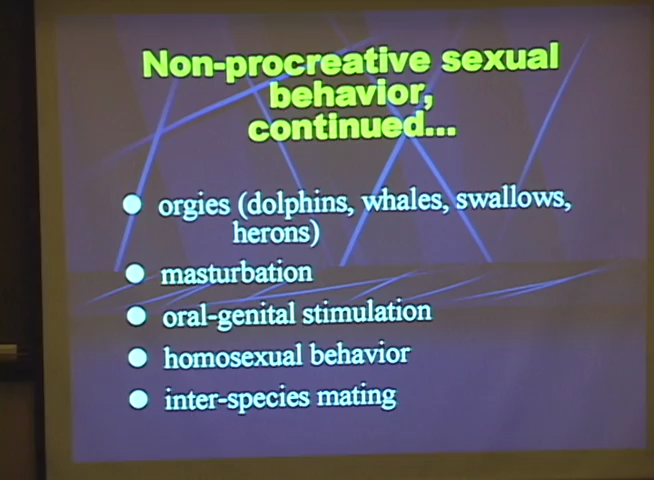 Non-procreative sexual
behavior,
continued...
orgies (dolphins, whales, swallows,
herons)
masturbation
oral-genital stimulation
homosexual behavior
inter-species mating